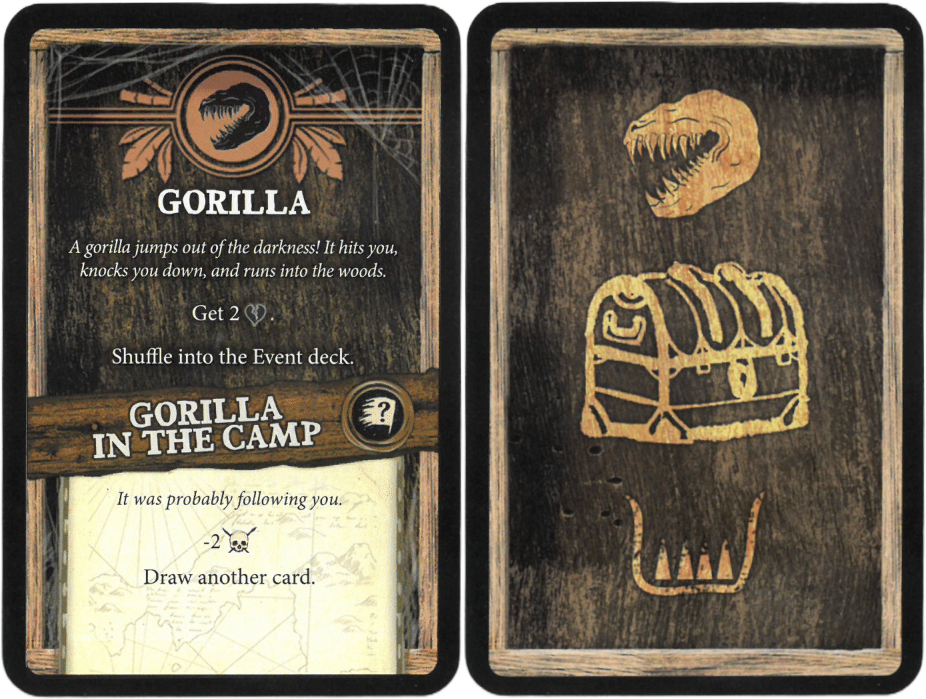 GORILLA
A gorilla jumps out of the darkness! It hits you,
knocks you down, and runs into the woods.
Get 2 .
Shuffle into the Event deck.
GORILLA
IN THE CAMP
?
It was probably following you.
-2
Draw another card.